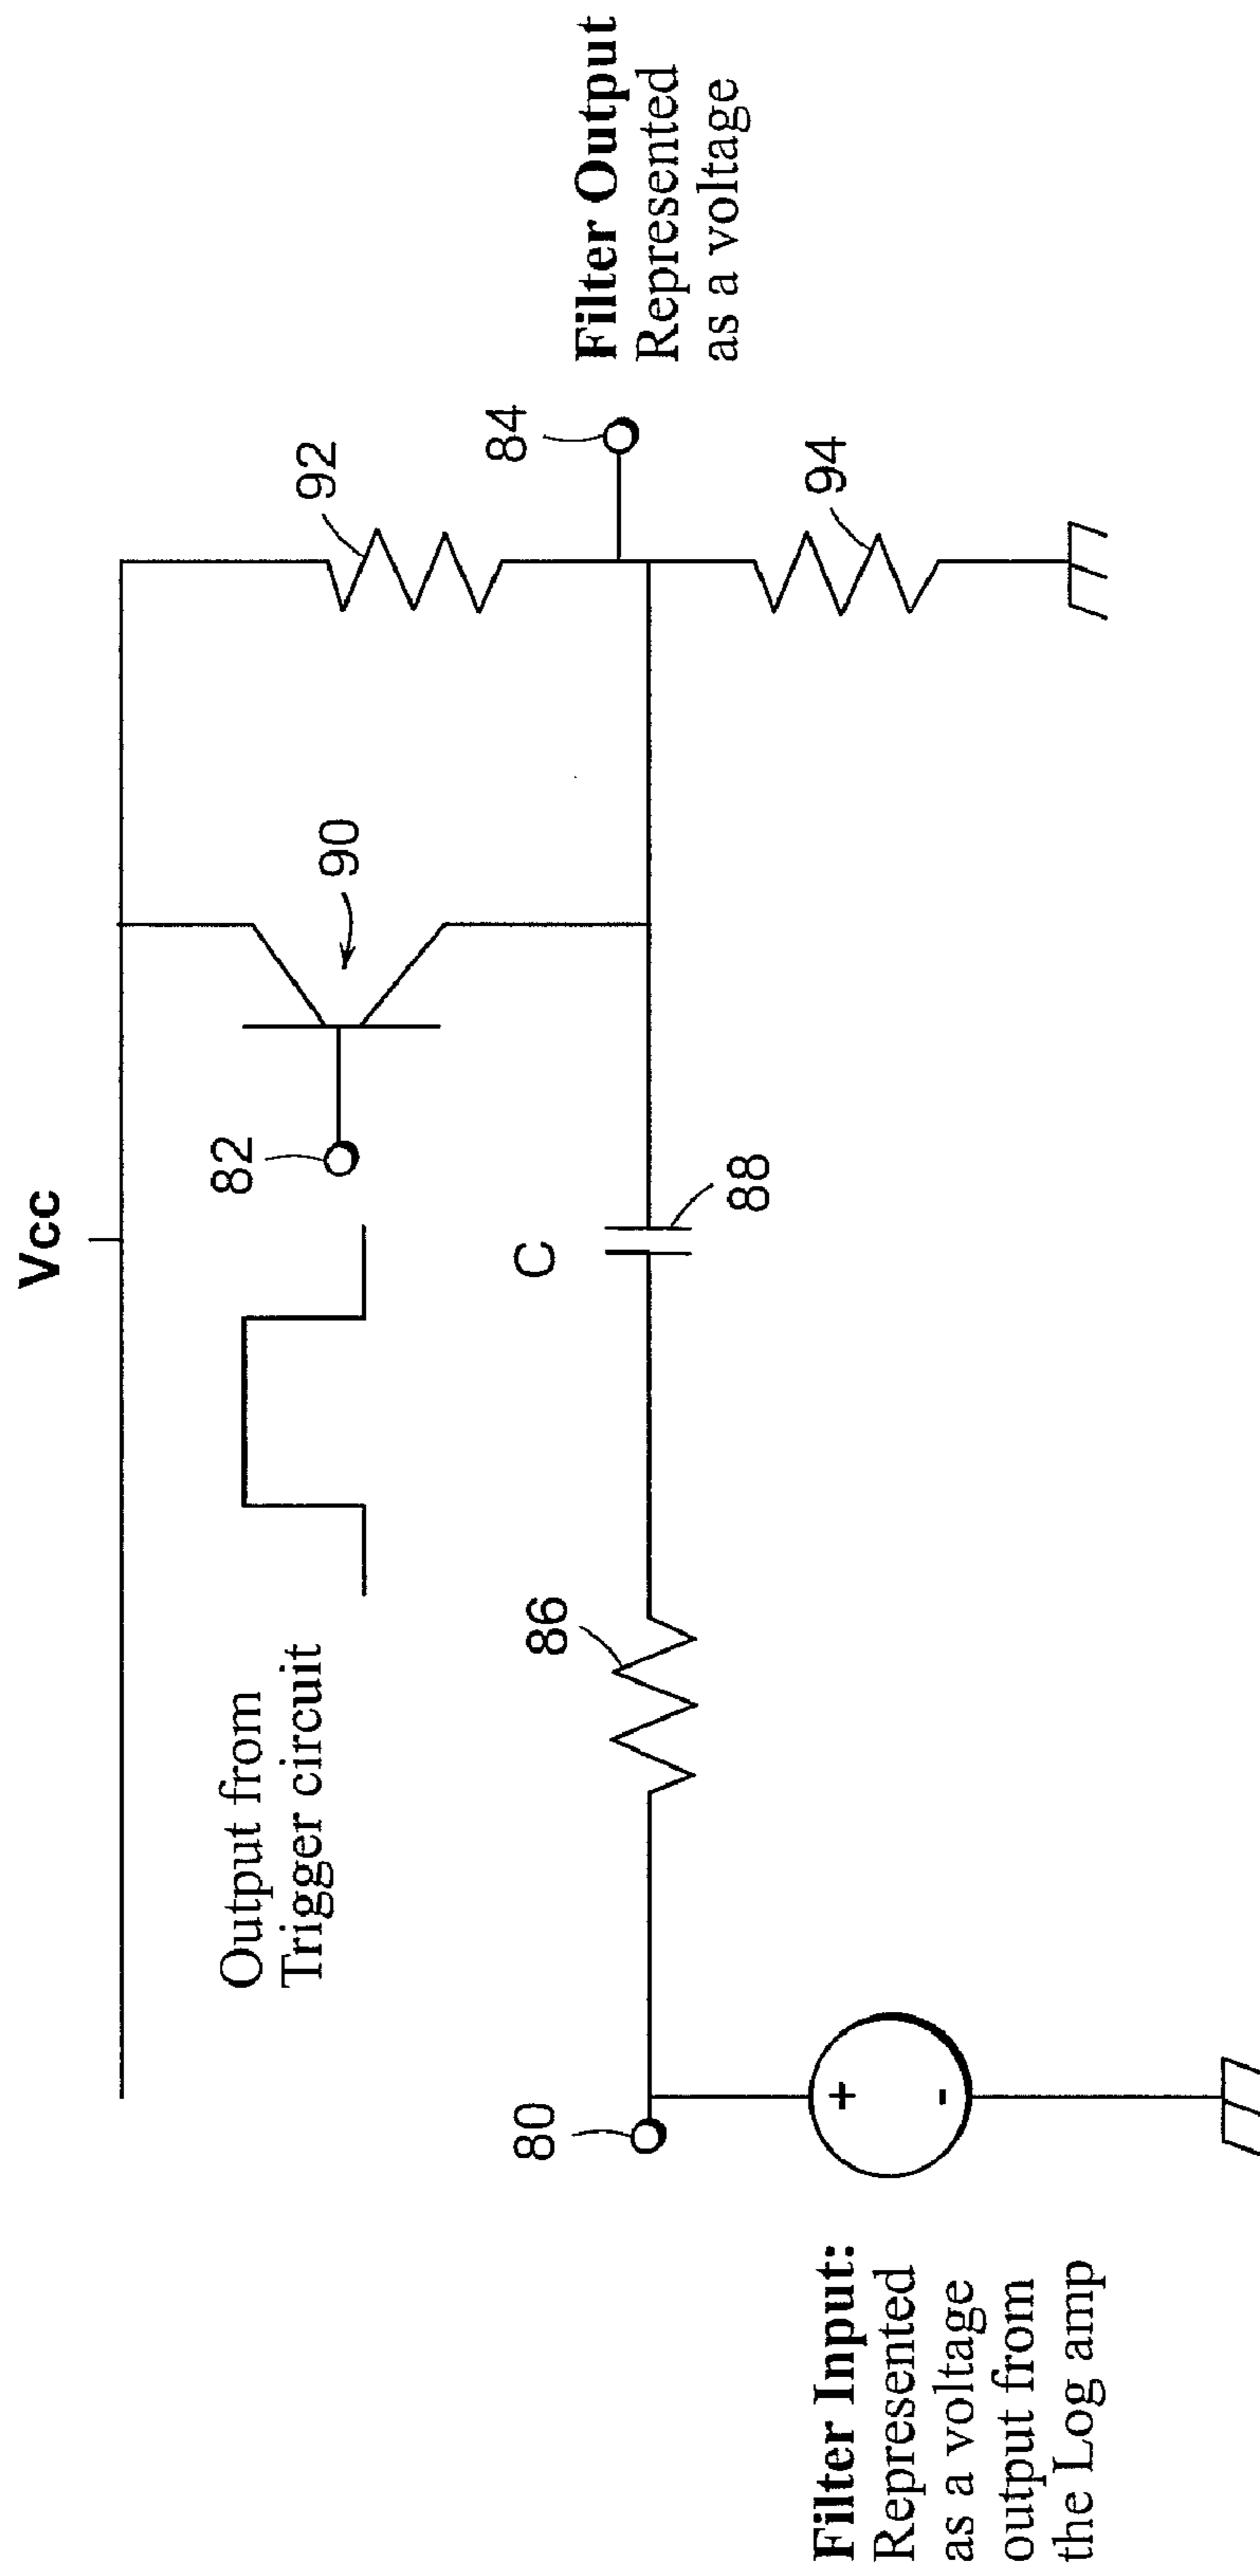 Vcc
Output from
Trigger circuit
82
90
92
84
Filter Output
Represented
as a voltage
80
86
C
88
94
Filter Input:
Represented
as a voltage
output from
the Log amp
+
-